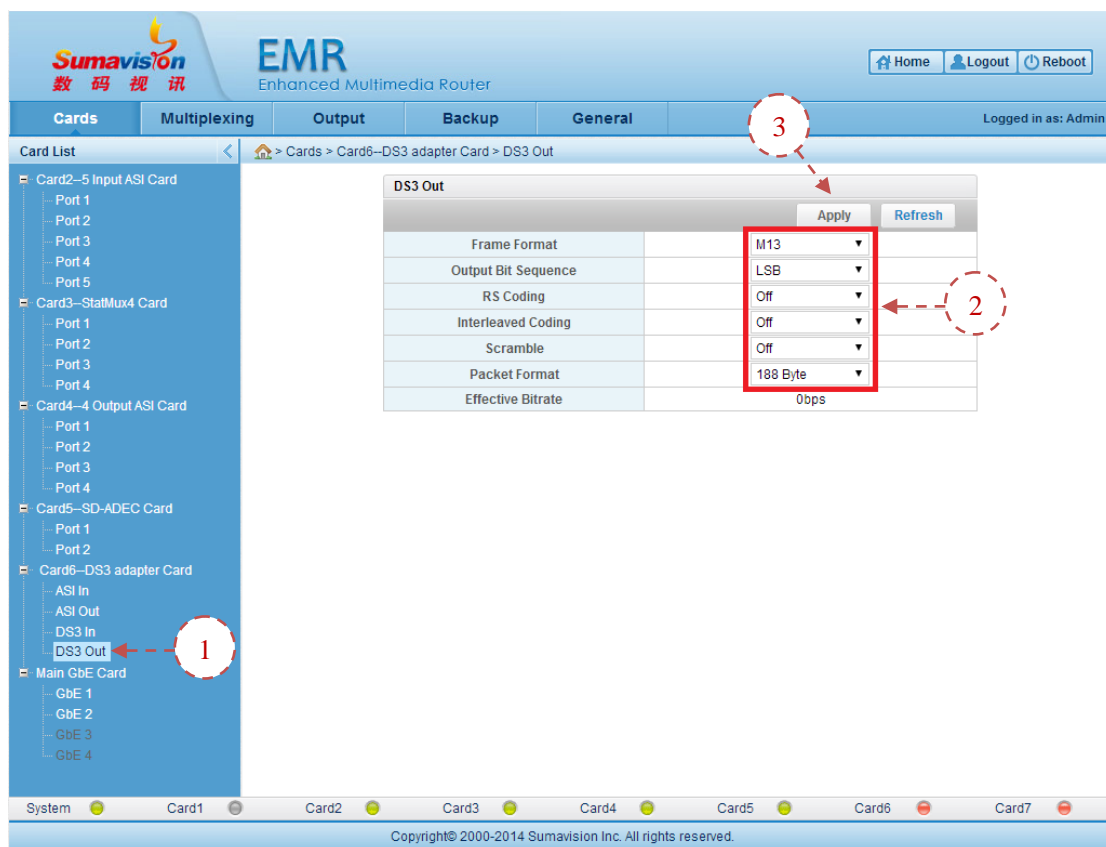 Sumavision
数码视讯
EMR
Enhanced Multimedia Router
Home Logout Reboot
Cards Multiplexing Output Backup General
Logged in as: Admin
3
Card List
> Cards > Card6--DS3 adapter Card > DS3 Out
Card2--5 Input ASI Card
Port 1
Port 2
Port 3
Port 4
Port 5
Card3--StatMux4 Card
Port 1
Port 2
Port 3
Port 4
Card4--4 Output ASI Card
Port 1
Port 2
Port 3
Port 4
Card5--SD-ADEC Card
Port 1
Port 2
Card6--DS3 adapter Card
ASI In
ASI Out
DS3 In
DS3 Out
1
Main GbE Card
GbE 1
GbE 2
GbE 3
GbE 4
DS3 Out
Apply Refresh
Frame Format M13
Output Bit Sequence LSB
RS Coding Off
2
Interleaved Coding Off
Scramble Off
Packet Format 188 Byte
Effective Bitrate 0bps
System Card1 Card2 Card3 Card4 Card5 Card6 Card7
Copyright© 2000-2014 Sumavision Inc. All rights reserved.